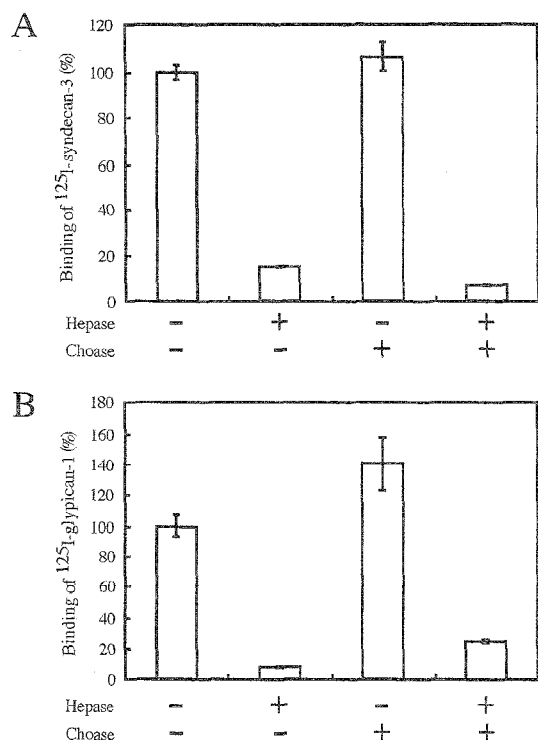 A
Binding of 125I-syndecan-3 (%)
120
100
80
60
40
20
0
Hepase − + − +
Choase − − + +
B
Binding of 125I-glypican-1 (%)
180
160
140
120
100
80
60
40
20
0
Hepase − + − +
Choase − − + +